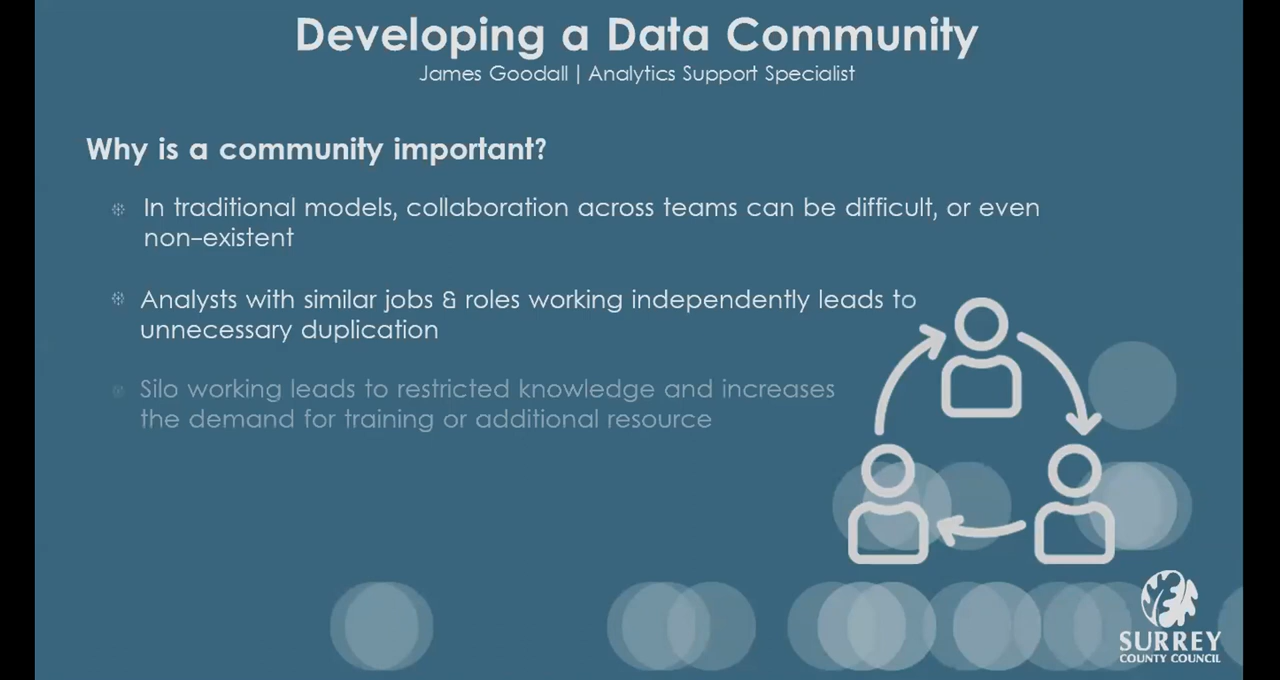 Developing a Data Community
James Goodall | Analytics Support Specialist
Why is a community important?
In traditional models, collaboration across teams can be difficult, or even
non-existent
Analysts with similar jobs & roles working independently leads to
unnecessary duplication
Silo working leads to restricted knowledge and increases
the demand for training or additional resource
SURREY
COUNTY COUNCIL